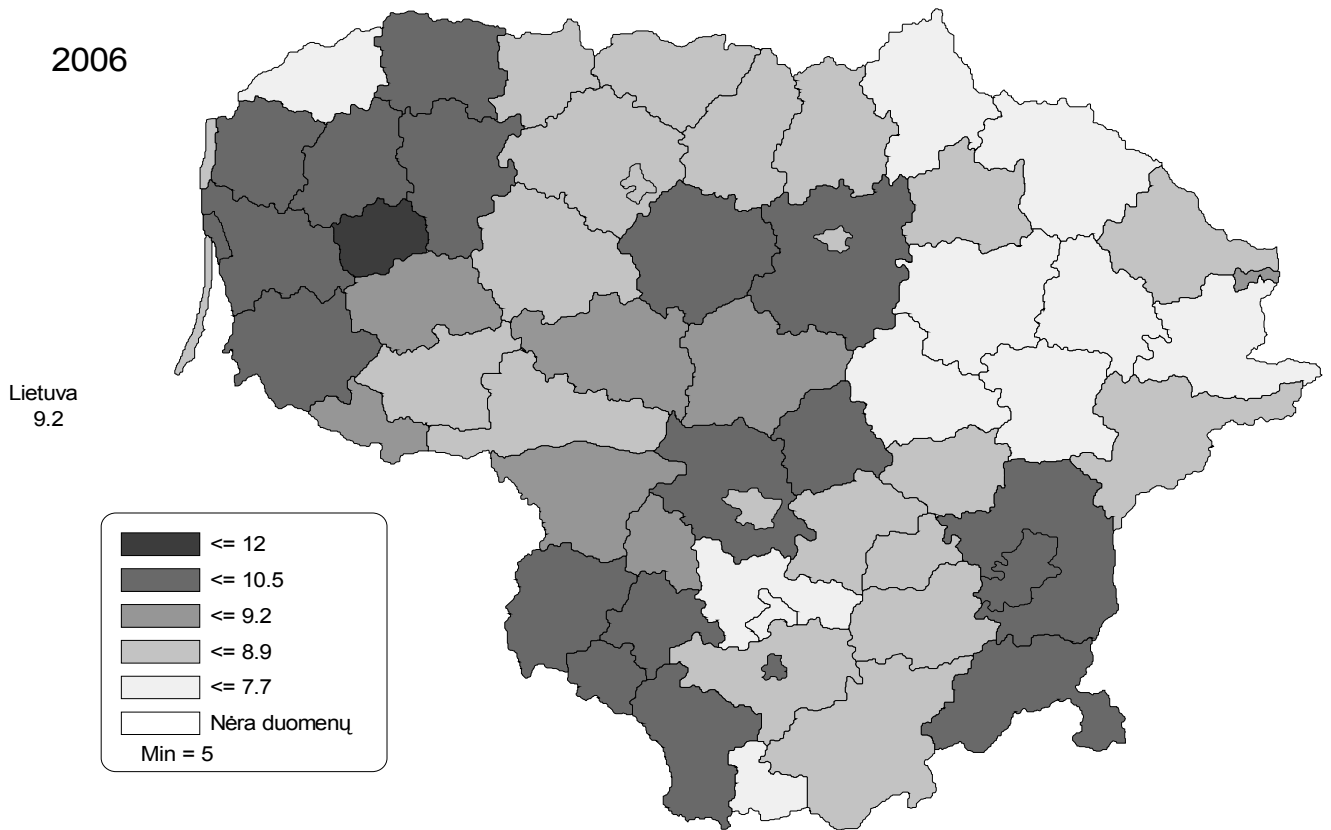 2006
Lietuva
9.2
<= 12
<= 10.5
<= 9.2
<= 8.9
<= 7.7
Nėra duomenų
Min = 5